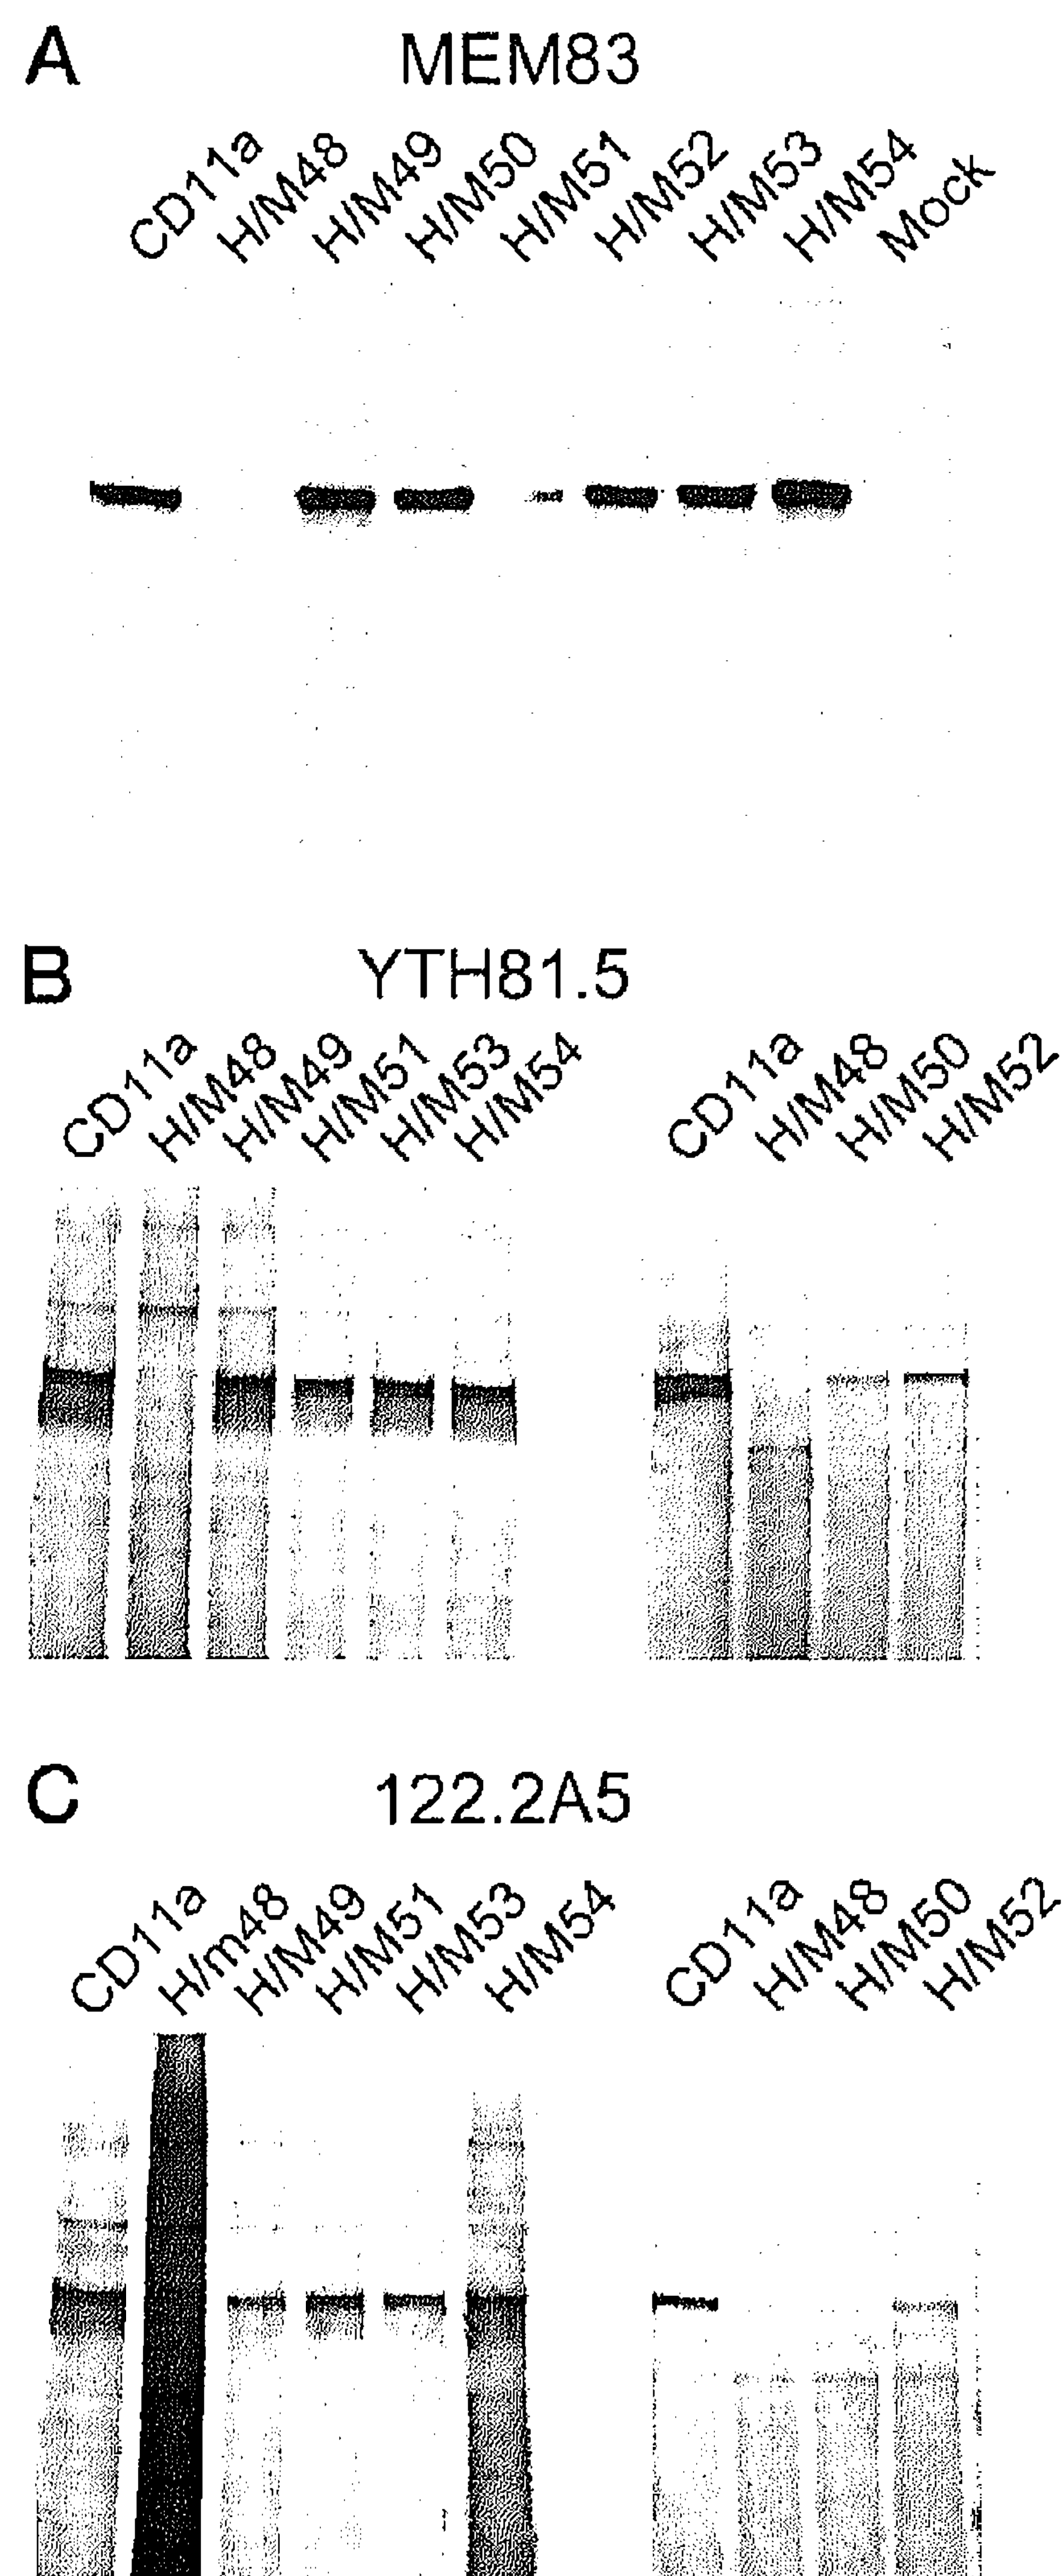 A MEM83
CD11a H/M48 H/M49 H/M50 H/M51 H/M52 H/M53 H/M54 Mock
B YTH81.5
CD11a H/M48 H/M49 H/M51 H/M53 H/M54 CD11a H/M48 H/M50 H/M52
C 122.2A5
CD11a H/m48 H/M49 H/M51 H/M53 H/M54 CD11a H/M48 H/M50 H/M52